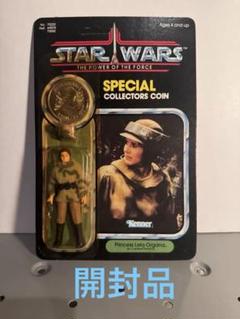 Ages 4 and up
STAR WARS
THE POWER OF THE FORCE
SPECIAL
COLLECTORS COIN
Kenner
Princess Leia Organa
開封品